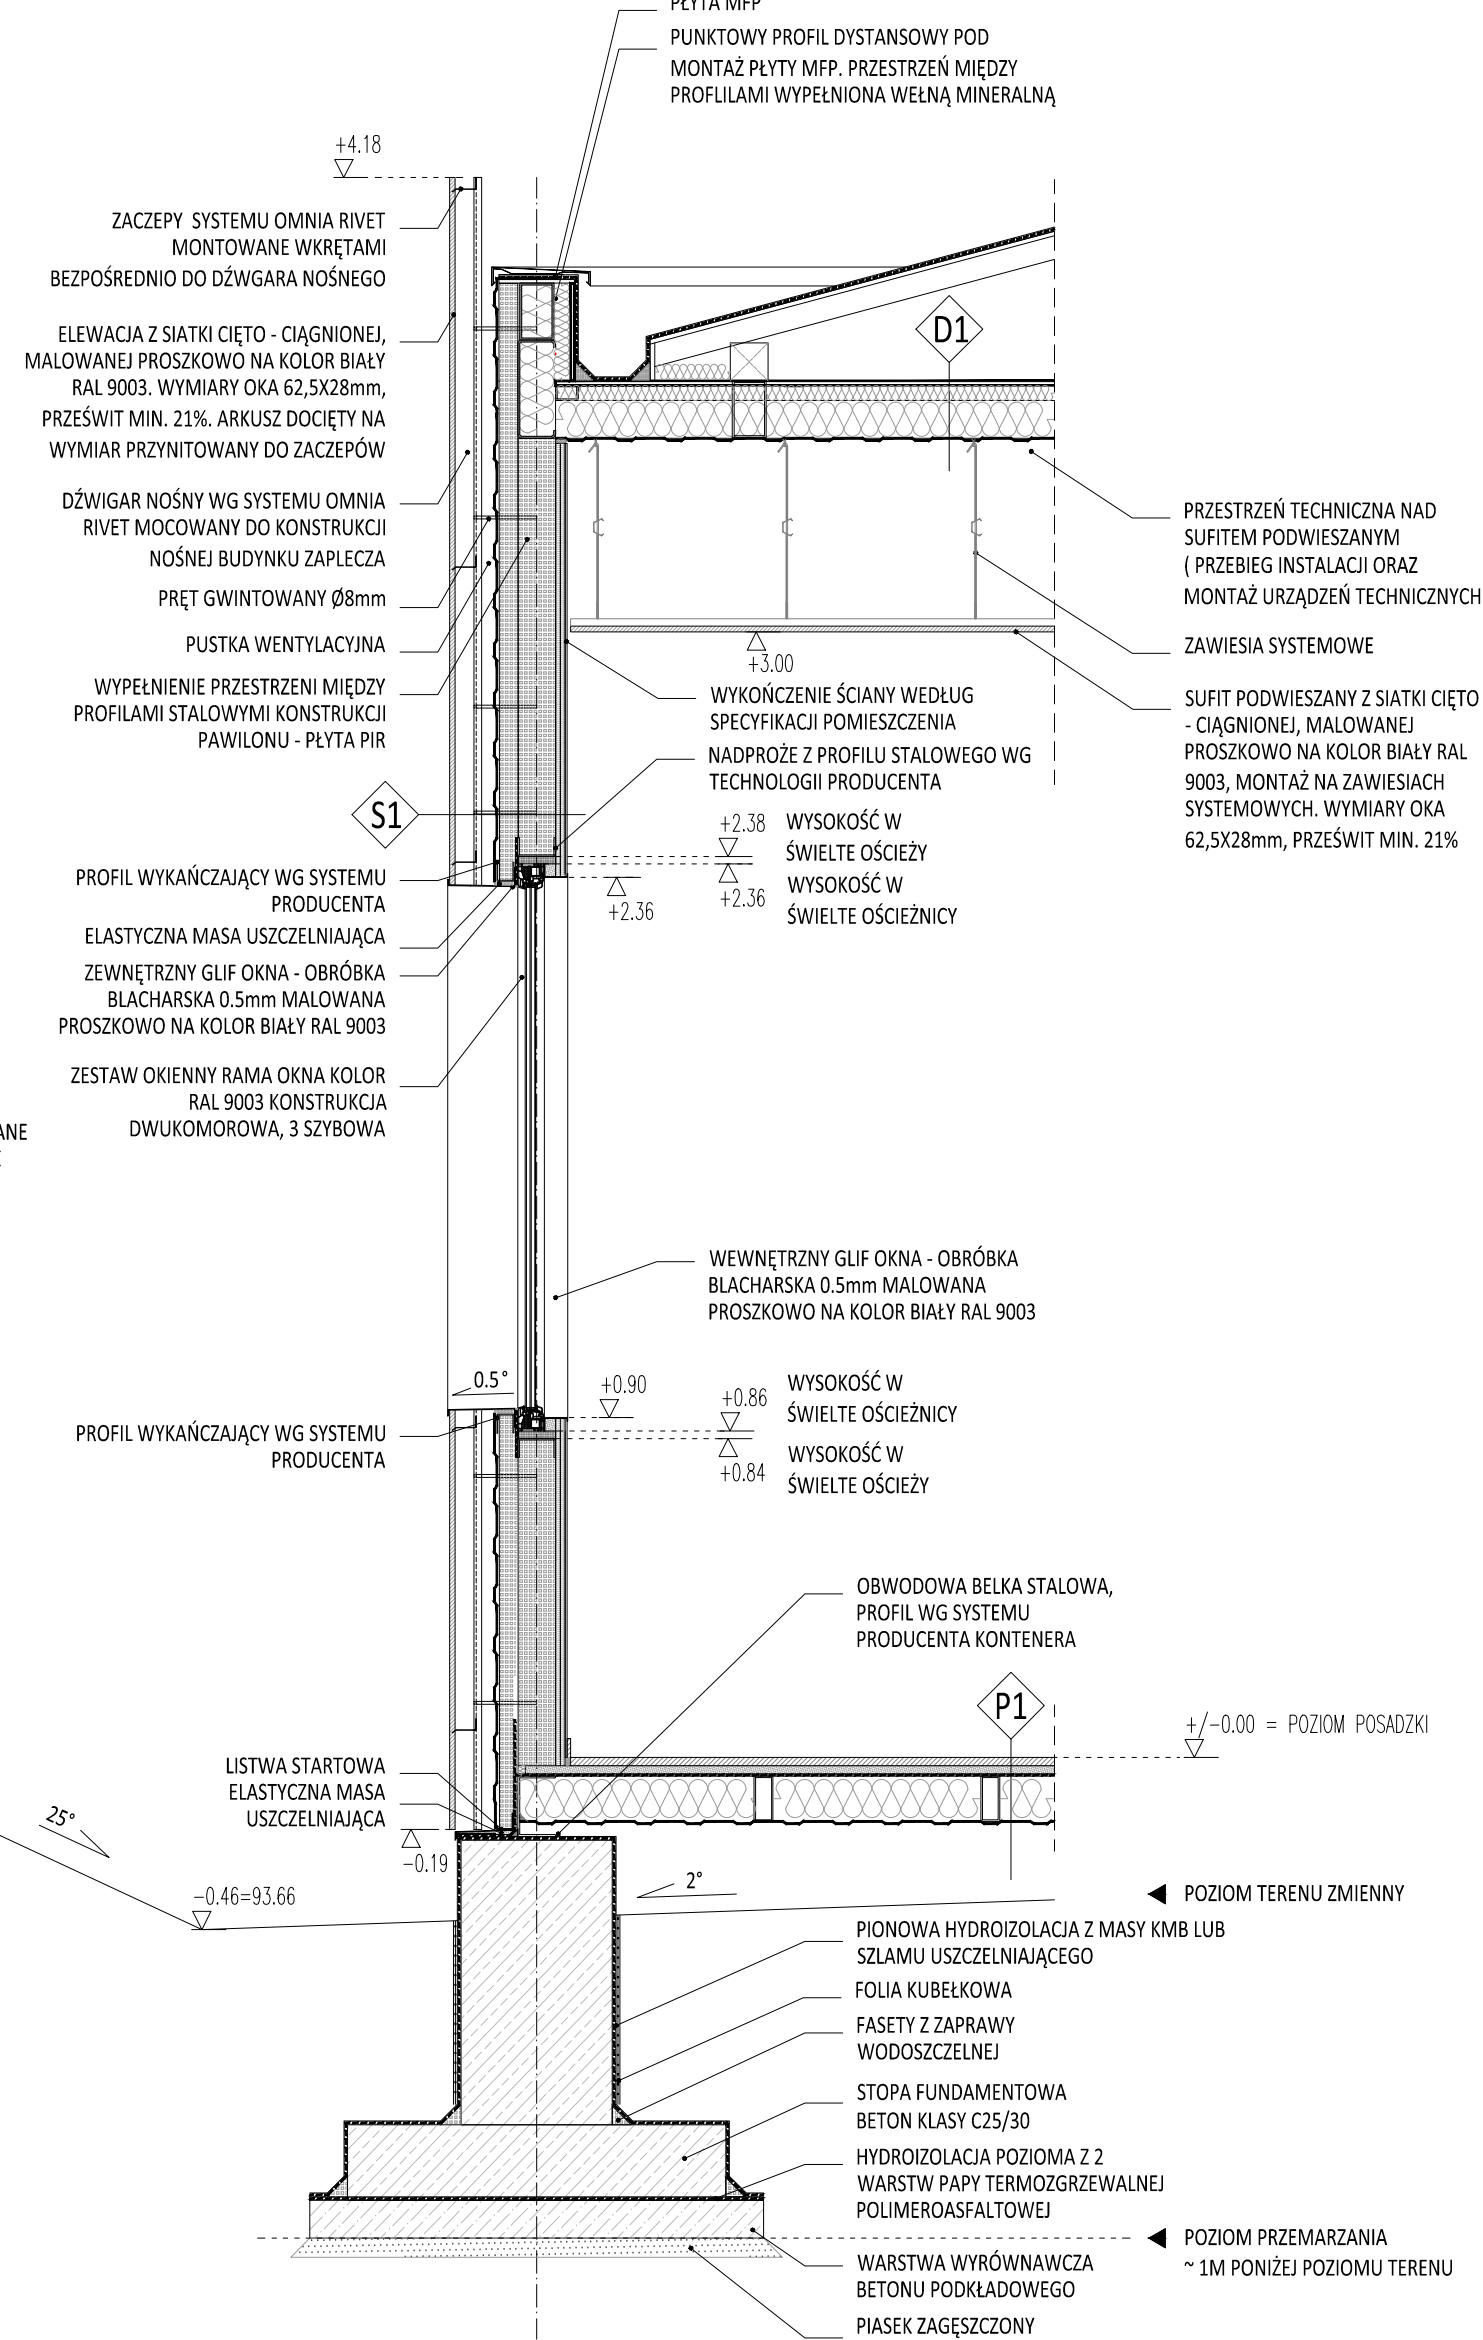 PŁYTA MFP
PUNKTOWY PROFIL DYSTANSOWY POD
MONTAŻ PŁYTY MFP. PRZESTRZEŃ MIĘDZY
PROFLILAMI WYPEŁNIONA WEŁNĄ MINERALNĄ
+4.18
ZACZEPY SYSTEMU OMNIA RIVET
MONTOWANE WKRĘTAMI
BEZPOŚREDNIO DO DŹWGARA NOŚNEGO
ELEWACJA Z SIATKI CIĘTO - CIĄGNIONEJ,
MALOWANEJ PROSZKOWO NA KOLOR BIAŁY
RAL 9003. WYMIARY OKA 62,5X28mm,
PRZEŚWIT MIN. 21%. ARKUSZ DOCIĘTY NA
WYMIAR PRZYNITOWANY DO ZACZEPÓW
DŹWIGAR NOŚNY WG SYSTEMU OMNIA
RIVET MOCOWANY DO KONSTRUKCJI
NOŚNEJ BUDYNKU ZAPLECZA
PRĘT GWINTOWANY Ø8mm
PUSTKA WENTYLACYJNA
WYPEŁNIENIE PRZESTRZENI MIĘDZY
PROFILAMI STALOWYMI KONSTRUKCJI
PAWILONU - PŁYTA PIR
D1
PRZESTRZEŃ TECHNICZNA NAD
SUFITEM PODWIESZANYM
( PRZEBIEG INSTALACJI ORAZ
MONTAŻ URZĄDZEŃ TECHNICZNYCH
ZAWIESIA SYSTEMOWE
SUFIT PODWIESZANY Z SIATKI CIĘTO
- CIĄGNIONEJ, MALOWANEJ
PROSZKOWO NA KOLOR BIAŁY RAL
9003, MONTAŻ NA ZAWIESIACH
SYSTEMOWYCH. WYMIARY OKA
62,5X28mm, PRZEŚWIT MIN. 21%
+3.00
WYKOŃCZENIE ŚCIANY WEDŁUG
SPECYFIKACJI POMIESZCZENIA
NADPROŻE Z PROFILU STALOWEGO WG
TECHNOLOGII PRODUCENTA
S1
+2.38
WYSOKOŚĆ W
ŚWIELTE OŚCIEŻY
+2.36
WYSOKOŚĆ W
ŚWIELTE OŚCIEŻNICY
+2.36
PROFIL WYKAŃCZAJĄCY WG SYSTEMU
PRODUCENTA
ELASTYCZNA MASA USZCZELNIAJĄCA
ZEWNĘTRZNY GLIF OKNA - OBRÓBKA
BLACHARSKA 0.5mm MALOWANA
PROSZKOWO NA KOLOR BIAŁY RAL 9003
ZESTAW OKIENNY RAMA OKNA KOLOR
RAL 9003 KONSTRUKCJA
DWUKOMOROWA, 3 SZYBOWA
ANE
WEWNĘTRZNY GLIF OKNA - OBRÓBKA
BLACHARSKA 0.5mm MALOWANA
PROSZKOWO NA KOLOR BIAŁY RAL 9003
0.5°
+0.90
+0.86
WYSOKOŚĆ W
ŚWIELTE OŚCIEŻNICY
+0.84
WYSOKOŚĆ W
ŚWIELTE OŚCIEŻY
PROFIL WYKAŃCZAJĄCY WG SYSTEMU
PRODUCENTA
OBWODOWA BELKA STALOWA,
PROFIL WG SYSTEMU
PRODUCENTA KONTENERA
P1
+/-0.00 = POZIOM POSADZKI
LISTWA STARTOWA
ELASTYCZNA MASA
USZCZELNIAJĄCA
25°
-0.19
-0.46=93.66
2°
POZIOM TERENU ZMIENNY
PIONOWA HYDROIZOLACJA Z MASY KMB LUB
SZLAMU USZCZELNIAJĄCEGO
FOLIA KUBEŁKOWA
FASETY Z ZAPRAWY
WODOSZCZELNEJ
STOPA FUNDAMENTOWA
BETON KLASY C25/30
HYDROIZOLACJA POZIOMA Z 2
WARSTW PAPY TERMOZGRZEWALNEJ
POLIMEROASFALTOWEJ
POZIOM PRZEMARZANIA
~ 1M PONIŻEJ POZIOMU TERENU
WARSTWA WYRÓWNAWCZA
BETONU PODKŁADOWEGO
PIASEK ZAGĘSZCZONY